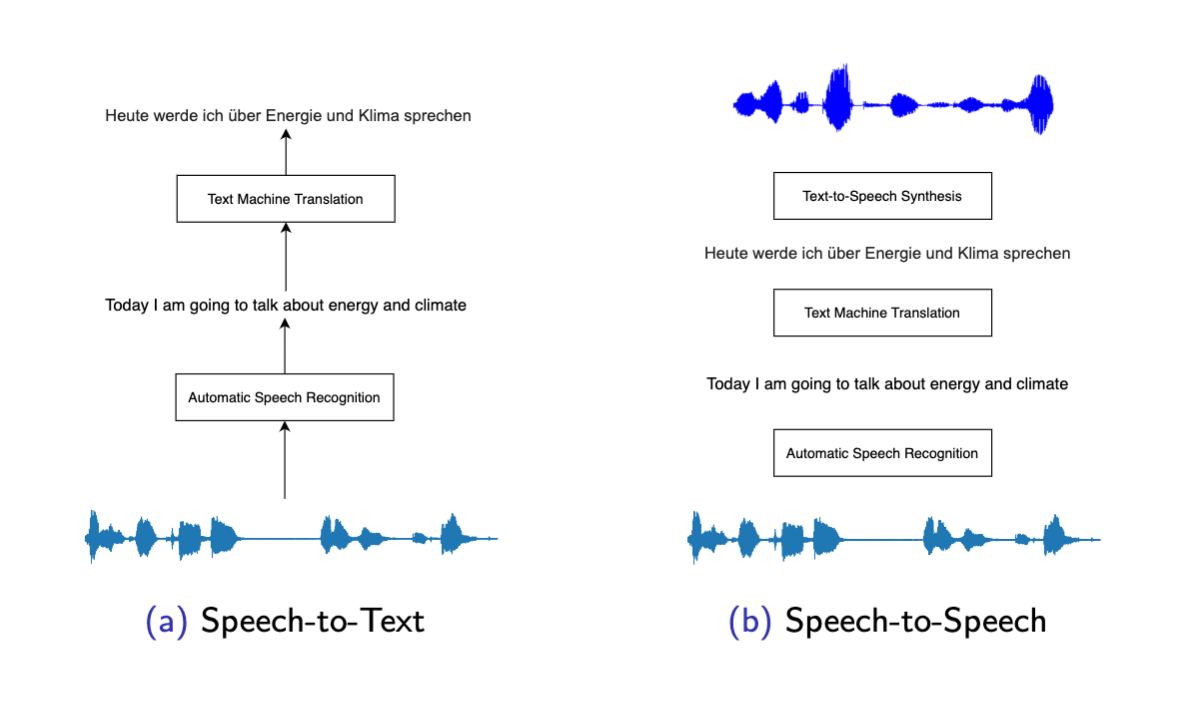 Heute werde ich über Energie und Klima sprechen
Text Machine Translation
Today I am going to talk about energy and climate
Automatic Speech Recognition
(a) Speech-to-Text
Text-to-Speech Synthesis
Heute werde ich über Energie und Klima sprechen
Text Machine Translation
Today I am going to talk about energy and climate
Automatic Speech Recognition
(b) Speech-to-Speech